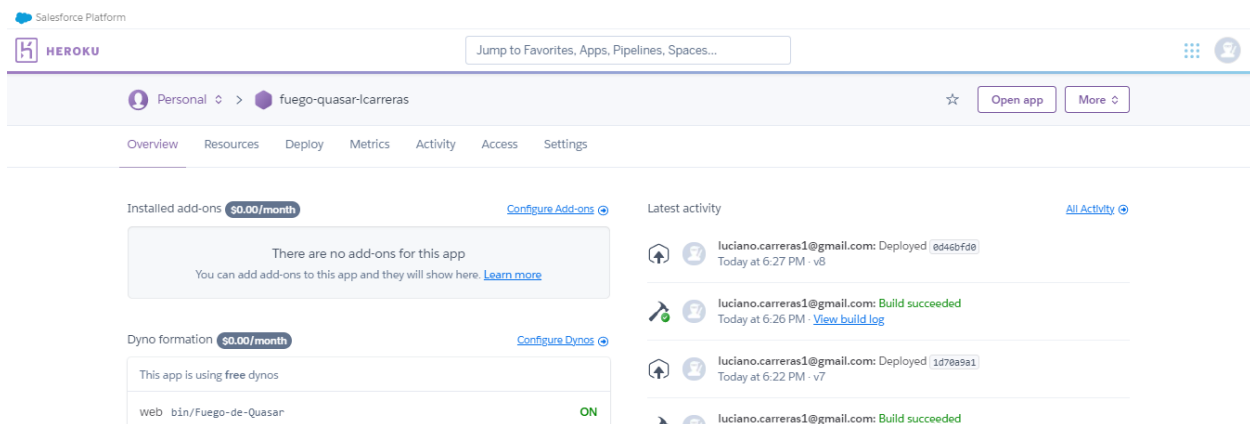 Salesforce Platform
HEROKU
Jump to Favorites, Apps, Pipelines, Spaces...
Personal > fuego-quasar-lcarreras
Open app
More
Overview Resources Deploy Metrics Activity Access Settings
Installed add-ons $0.00/month Configure Add-ons
There are no add-ons for this app
You can add add-ons to this app and they will show here. Learn more
Dyno formation $0.00/month Configure Dynos
This app is using free dynos
web bin/Fuego-de-Quasar ON
Latest activity All Activity
luciano.carreras1@gmail.com: Deployed 0d46bfd0
Today at 6:27 PM · v8
luciano.carreras1@gmail.com: Build succeeded
Today at 6:26 PM · View build log
luciano.carreras1@gmail.com: Deployed 1d70a9a1
Today at 6:22 PM · v7
luciano.carreras1@gmail.com: Build succeeded